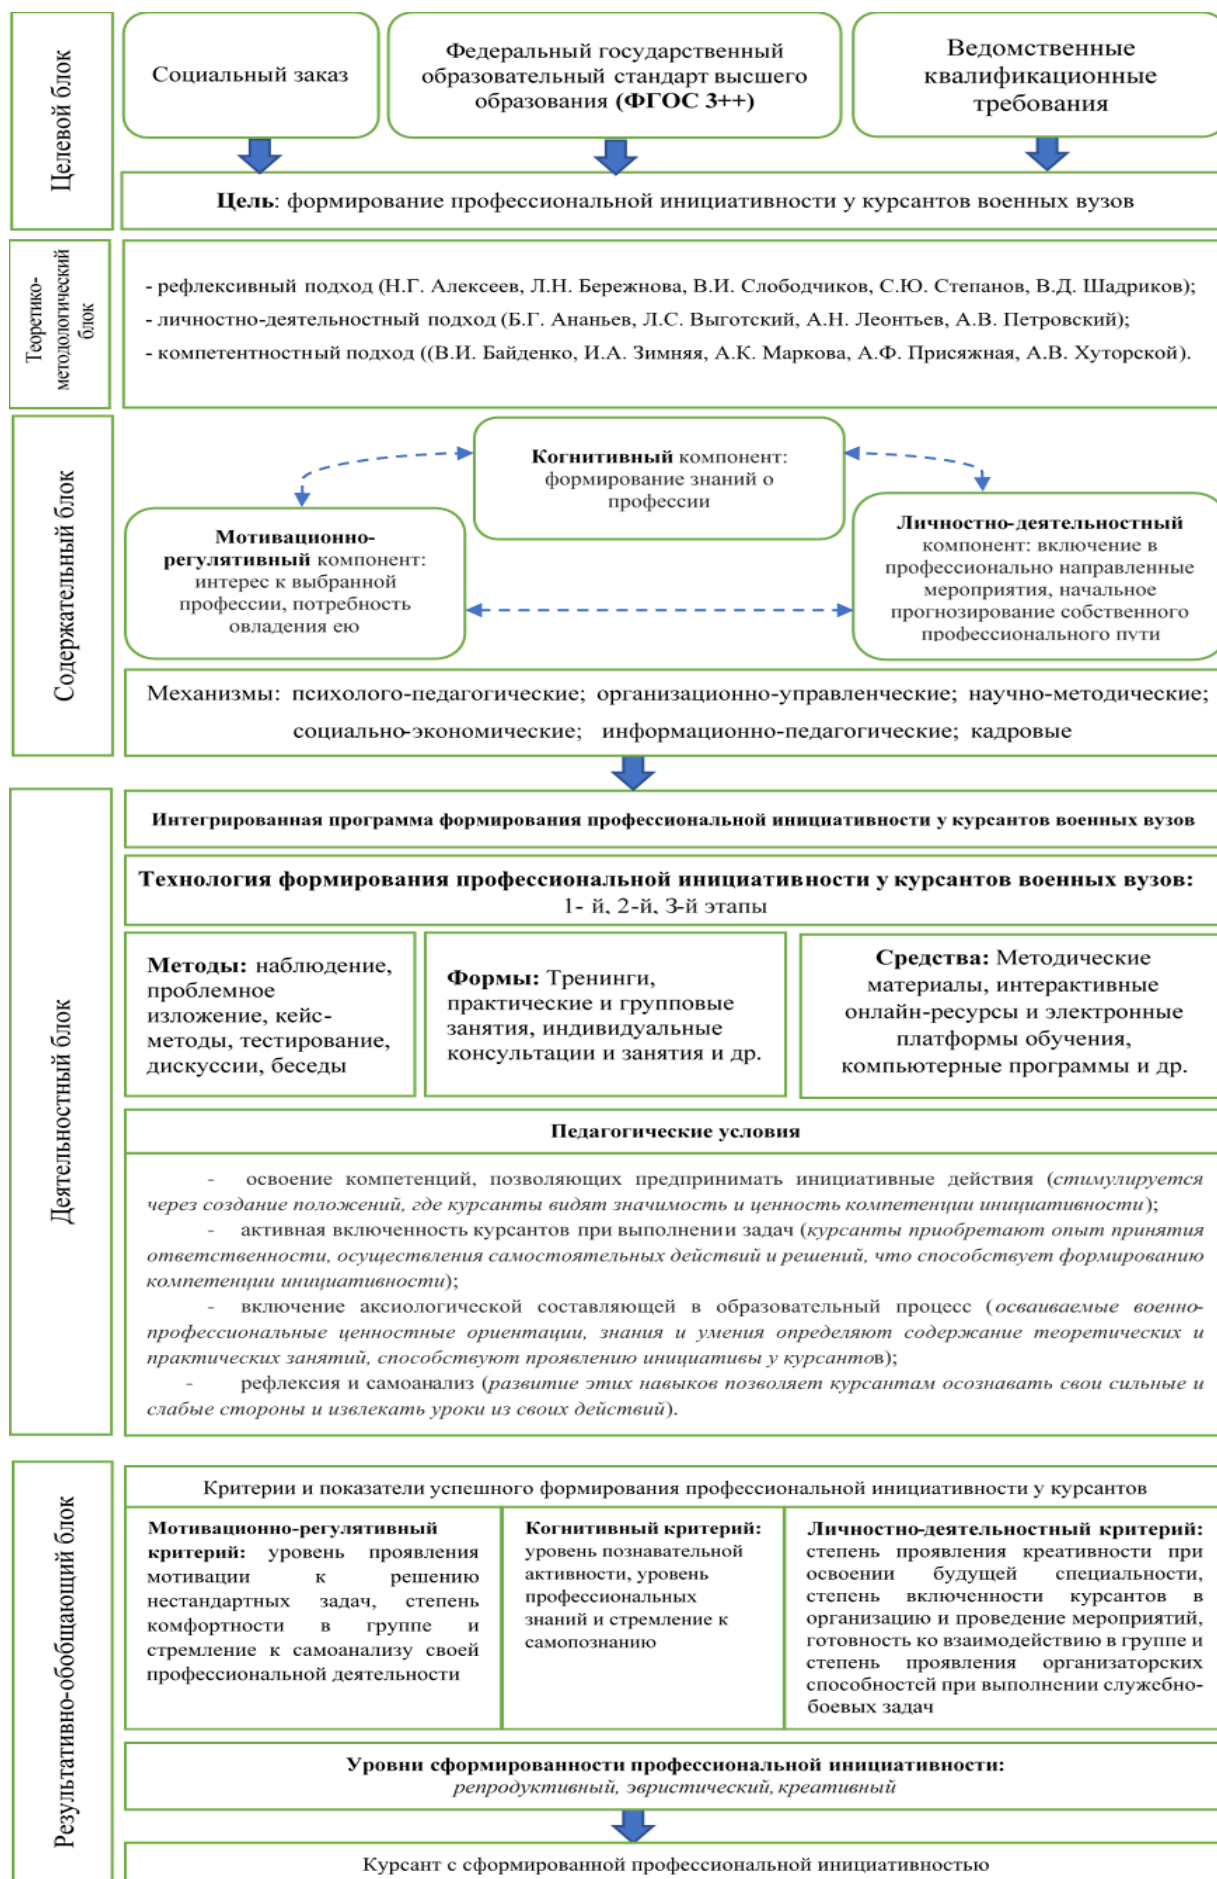 Целевой блок
Социальный заказ
Федеральный государственный
образовательный стандарт высшего
образования (ФГОС 3++)
Ведомственные
квалификационные
требования
Цель: формирование профессиональной инициативности у курсантов военных вузов
Теоретико-
методологический
блок
- рефлексивный подход (Н.Г. Алексеев, Л.Н. Бережнова, В.И. Слободчиков, С.Ю. Степанов, В.Д. Шадриков);
- личностно-деятельностный подход (Б.Г. Ананьев, Л.С. Выготский, А.Н. Леонтьев, А.В. Петровский);
- компетентностный подход ((В.И. Байденко, И.А. Зимняя, А.К. Маркова, А.Ф. Присяжная, А.В. Хуторской).
Содержательный блок
Когнитивный компонент:
формирование знаний о
профессии
Мотивационно-
регулятивный компонент:
интерес к выбранной
профессии, потребность
овладения ею
Личностно-деятельностный
компонент: включение в
профессионально направленные
мероприятия, начальное
прогнозирование собственного
профессионального пути
Механизмы: психолого-педагогические; организационно-управленческие; научно-методические;
социально-экономические; информационно-педагогические; кадровые
Деятельностный блок
Интегрированная программа формирования профессиональной инициативности у курсантов военных вузов
Технология формирования профессиональной инициативности у курсантов военных вузов:
1- й, 2-й, 3-й этапы
Методы: наблюдение,
проблемное
изложение, кейс-
методы, тестирование,
дискуссии, беседы
Формы: Тренинги,
практические и групповые
занятия, индивидуальные
консультации и занятия и др.
Средства: Методические
материалы, интерактивные
онлайн-ресурсы и электронные
платформы обучения,
компьютерные программы и др.
Педагогические условия
- освоение компетенций, позволяющих предпринимать инициативные действия (стимулируется
через создание положений, где курсанты видят значимость и ценность компетенции инициативности);
- активная включенность курсантов при выполнении задач (курсанты приобретают опыт принятия
ответственности, осуществления самостоятельных действий и решений, что способствует формированию
компетенции инициативности);
- включение аксиологической составляющей в образовательный процесс (осваиваемые военно-
профессиональные ценностные ориентации, знания и умения определяют содержание теоретических и
практических занятий, способствуют проявлению инициативы у курсантов);
- рефлексия и самоанализ (развитие этих навыков позволяет курсантам осознавать свои сильные и
слабые стороны и извлекать уроки из своих действий).
Результативно-обобщающий блок
Критерии и показатели успешного формирования профессиональной инициативности у курсантов
Мотивационно-регулятивный
критерий: уровень проявления
мотивации к решению
нестандартных задач, степень
комфортности в группе и
стремление к самоанализу своей
профессиональной деятельности
Когнитивный критерий:
уровень познавательной
активности, уровень
профессиональных
знаний и стремление к
самопознанию
Личностно-деятельностный критерий:
степень проявления креативности при
освоении будущей специальности,
степень включенности курсантов в
организацию и проведение мероприятий,
готовность ко взаимодействию в группе и
степень проявления организаторских
способностей при выполнении служебно-
боевых задач
Уровни сформированности профессиональной инициативности:
репродуктивный, эвристический, креативный
Курсант с сформированной профессиональной инициативностью